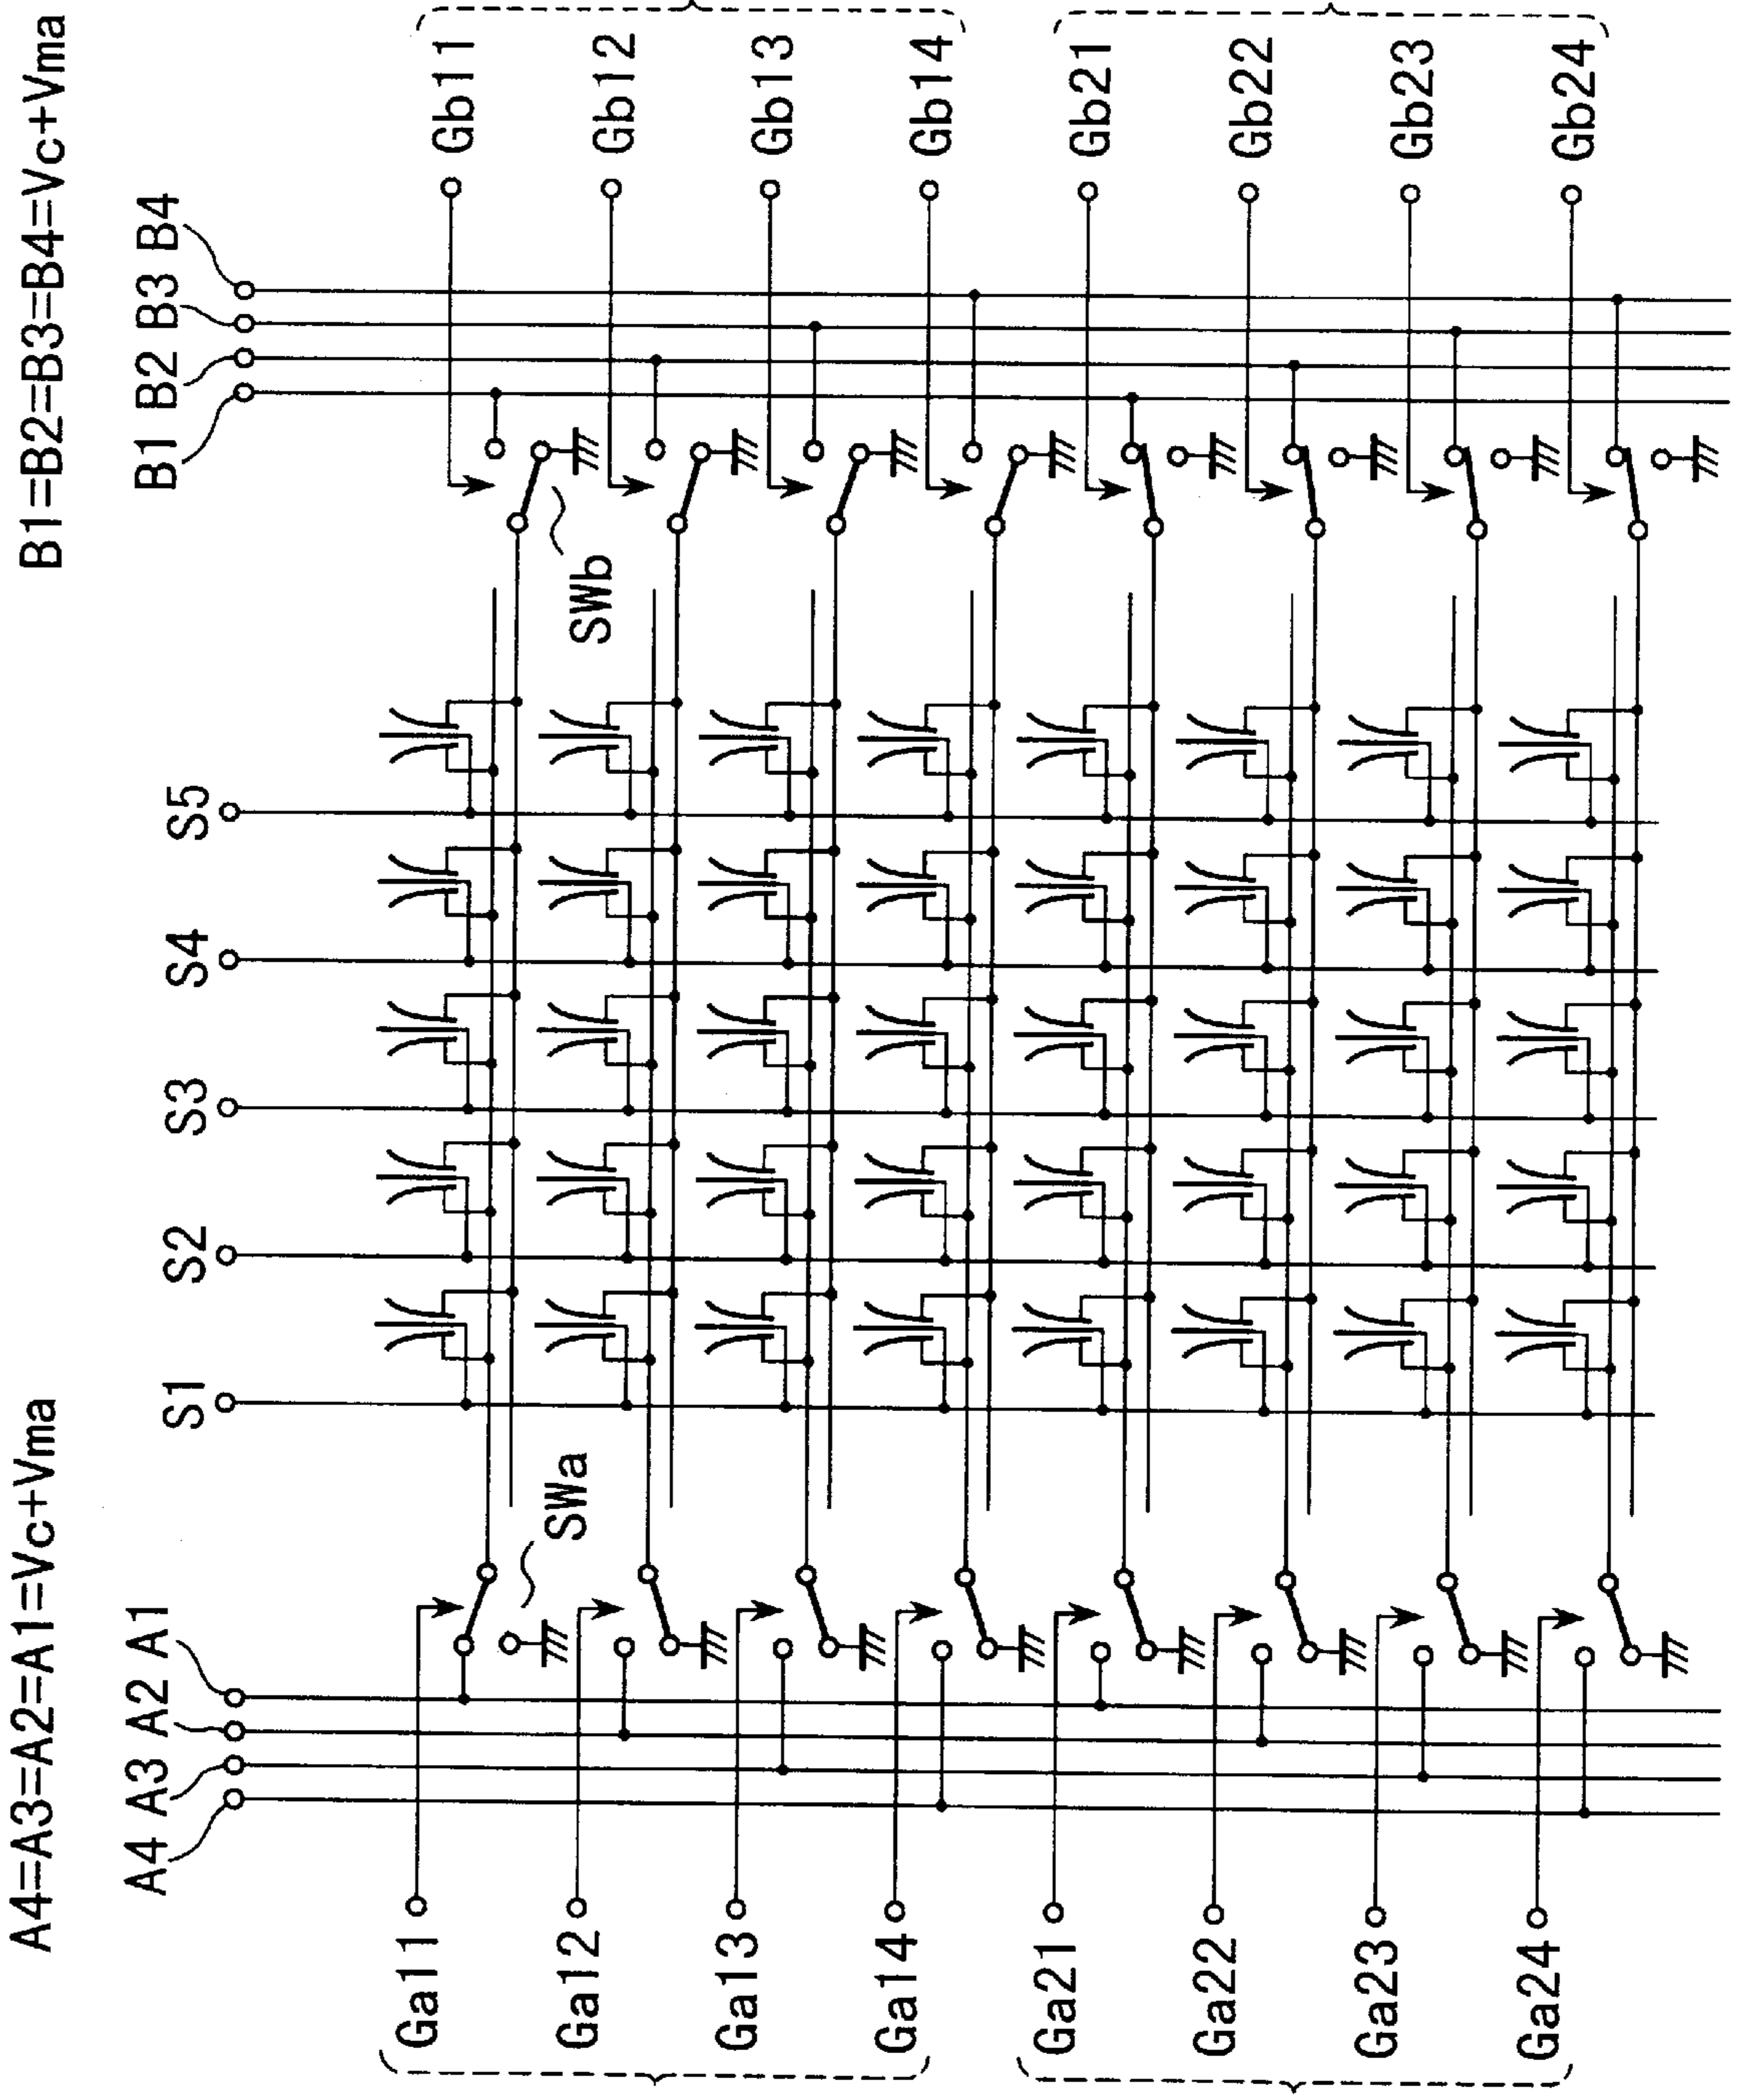 A4=A3=A2=A1=Vc+Vma
B1=B2=B3=B4=Vc+Vma
A4 A3 A2 A1
S1 S2 S3 S4 S5
B1 B2 B3 B4
SWa
SWb
Ga11
Gb11
Ga12
Gb12
Ga13
Gb13
Ga14
Gb14
Ga21
Gb21
Ga22
Gb22
Ga23
Gb23
Ga24
Gb24